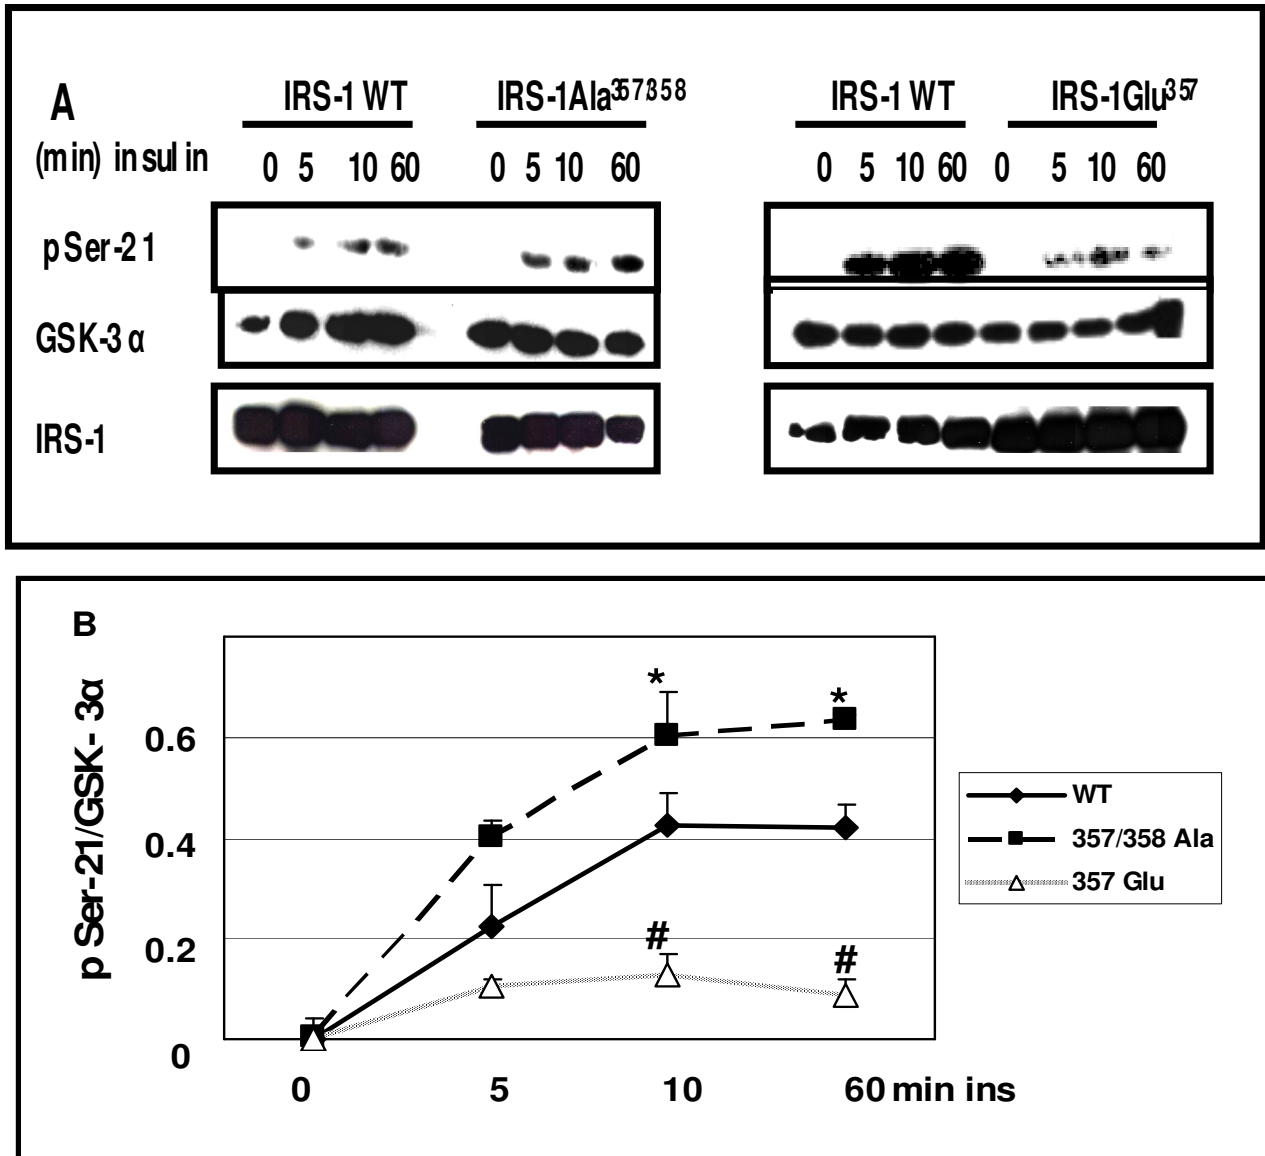 A
IRS-1 WT IRS-1Ala357/358 IRS-1 WT IRS-1Glu357
(min) insulin 0 5 10 60 0 5 10 60 0 5 10 60 0 5 10 60
pSer-21
GSK-3 α
IRS-1
B
p Ser-21/GSK- 3α
0.6
0.4
0.2
0
0 5 10 60 min ins
* *
# #
WT
357/358 Ala
357 Glu